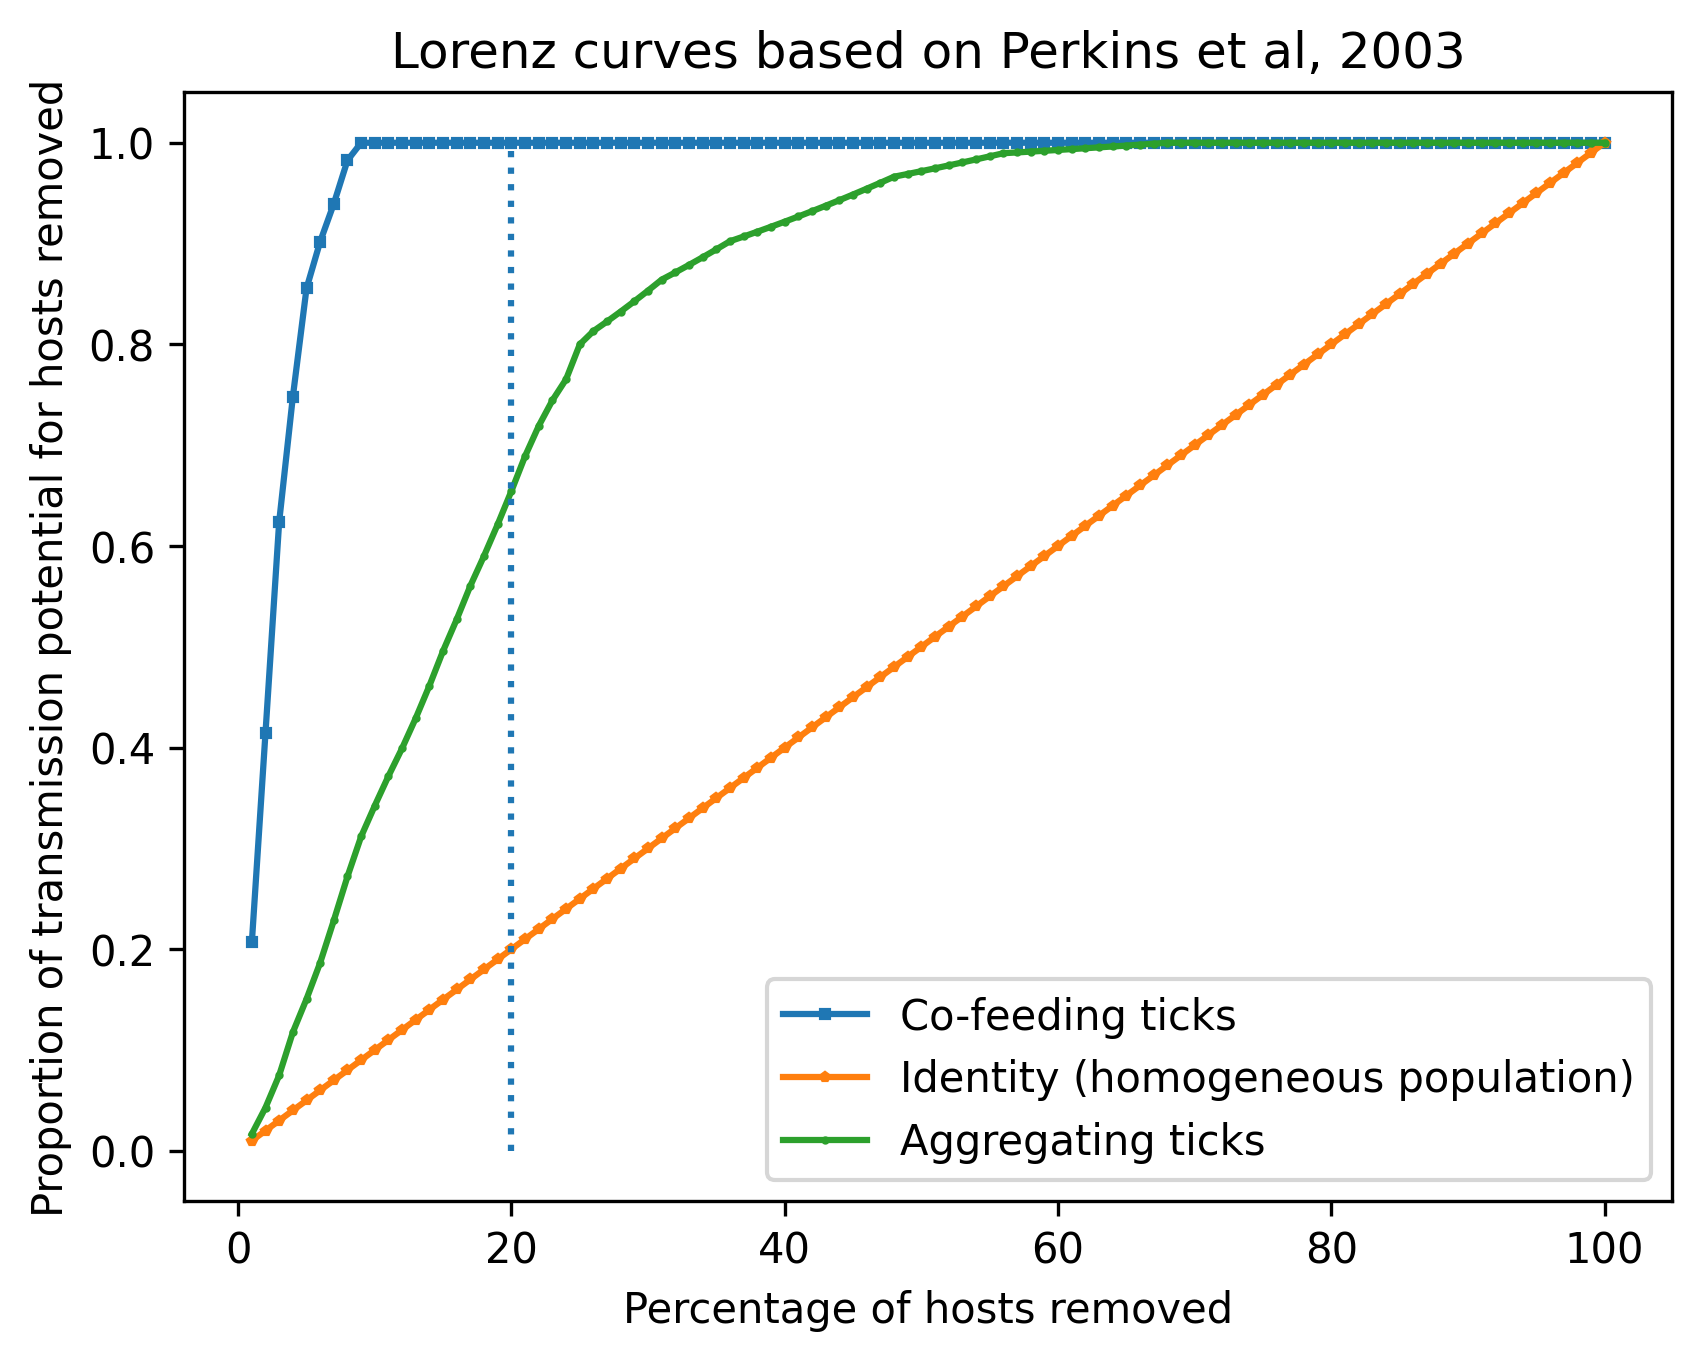 Lorenz curves based on Perkins et al, 2003
Proportion of transmission potential for hosts removed
1.0
0.8
0.6
0.4
0.2
0.0
Co-feeding ticks
Identity (homogeneous population)
Aggregating ticks
0 20 40 60 80 100
Percentage of hosts removed